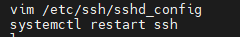 vim /etc/ssh/sshd_config
systemctl restart ssh